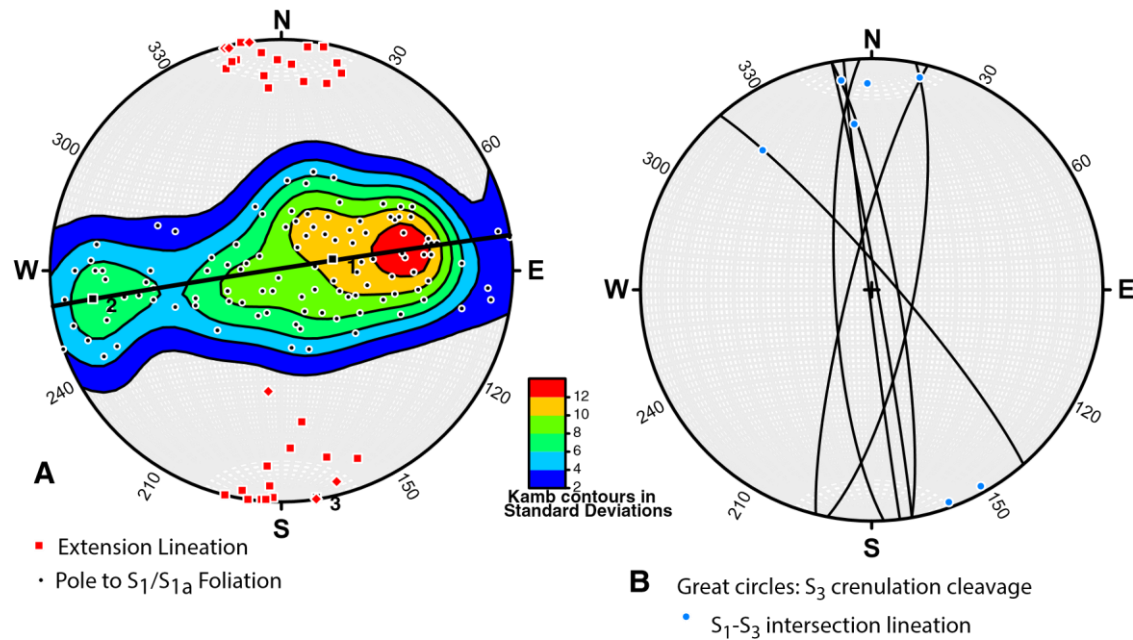 N
330
30
300
60
W
E
1
2
240
120
210
150
3
S
A
12
10
8
6
4
2
Kamb contours in
Standard Deviations
Extension Lineation
Pole to S1/S1a Foliation
N
330
30
300
60
W
E
240
120
210
150
S
B Great circles: S3 crenulation cleavage
S1-S3 intersection lineation